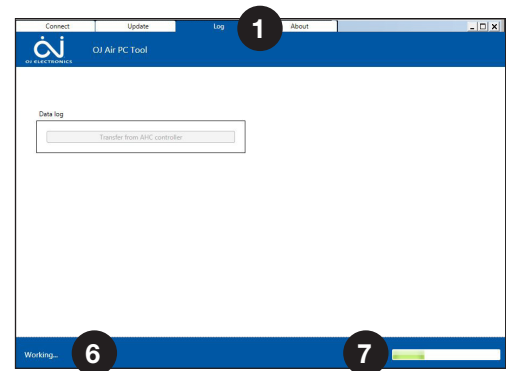 Connect Update Log 1 About
OJ
OJ ELECTRONICS
OJ Air PC Tool
Data log
Transfer from AHC controller
Working... 6 7